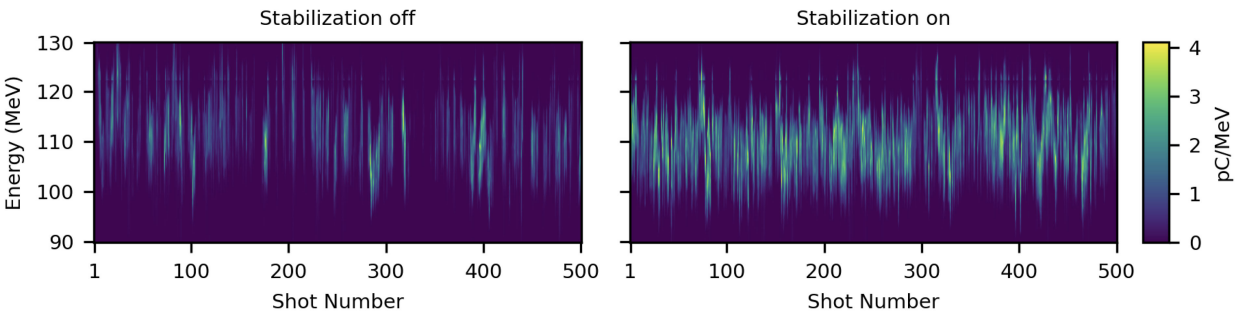 Stabilization off
Stabilization on
Energy (MeV)
130
120
110
100
90
1 100 200 300 400 500
1 100 200 300 400 500
Shot Number
Shot Number
4
3
2
1
0
pC/MeV